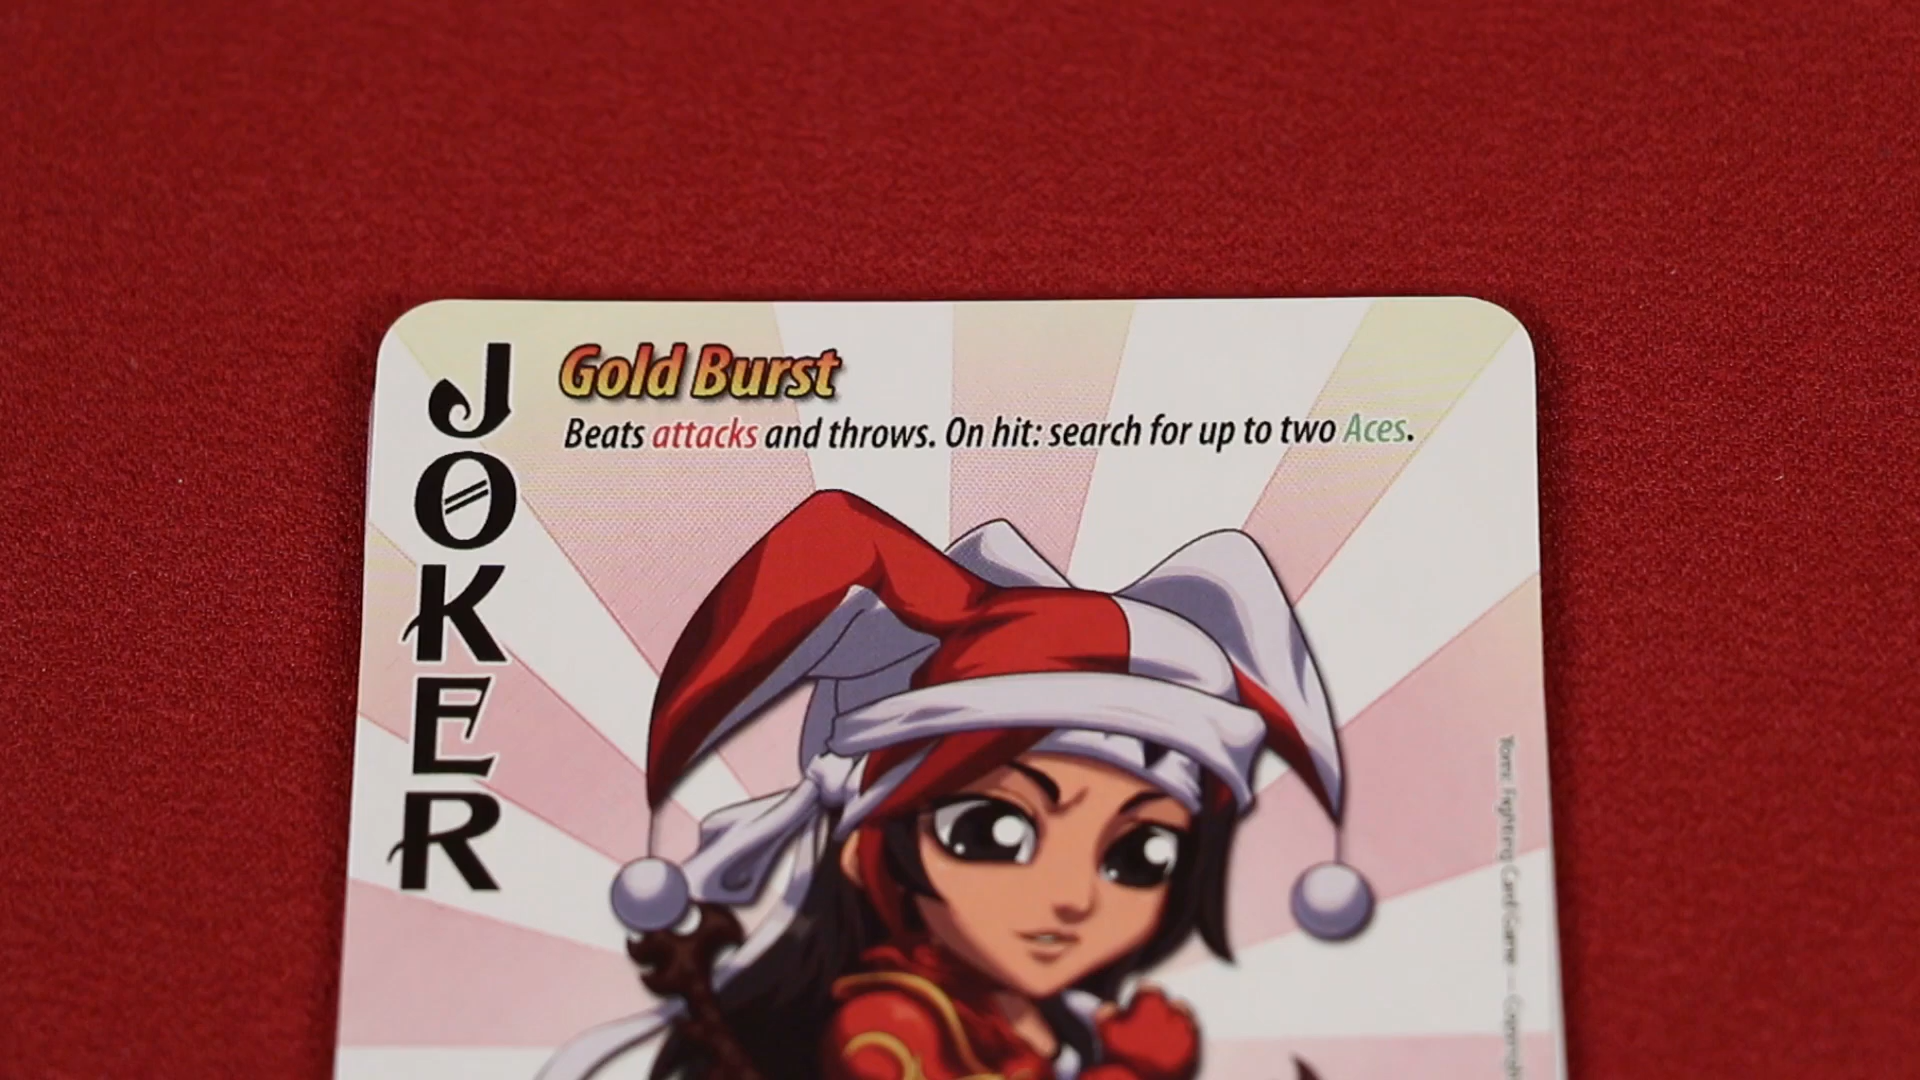 JOKER
Gold Burst
Beats attacks and throws. On hit: search for up to two Aces.
Yomi: Fighting Card Game —